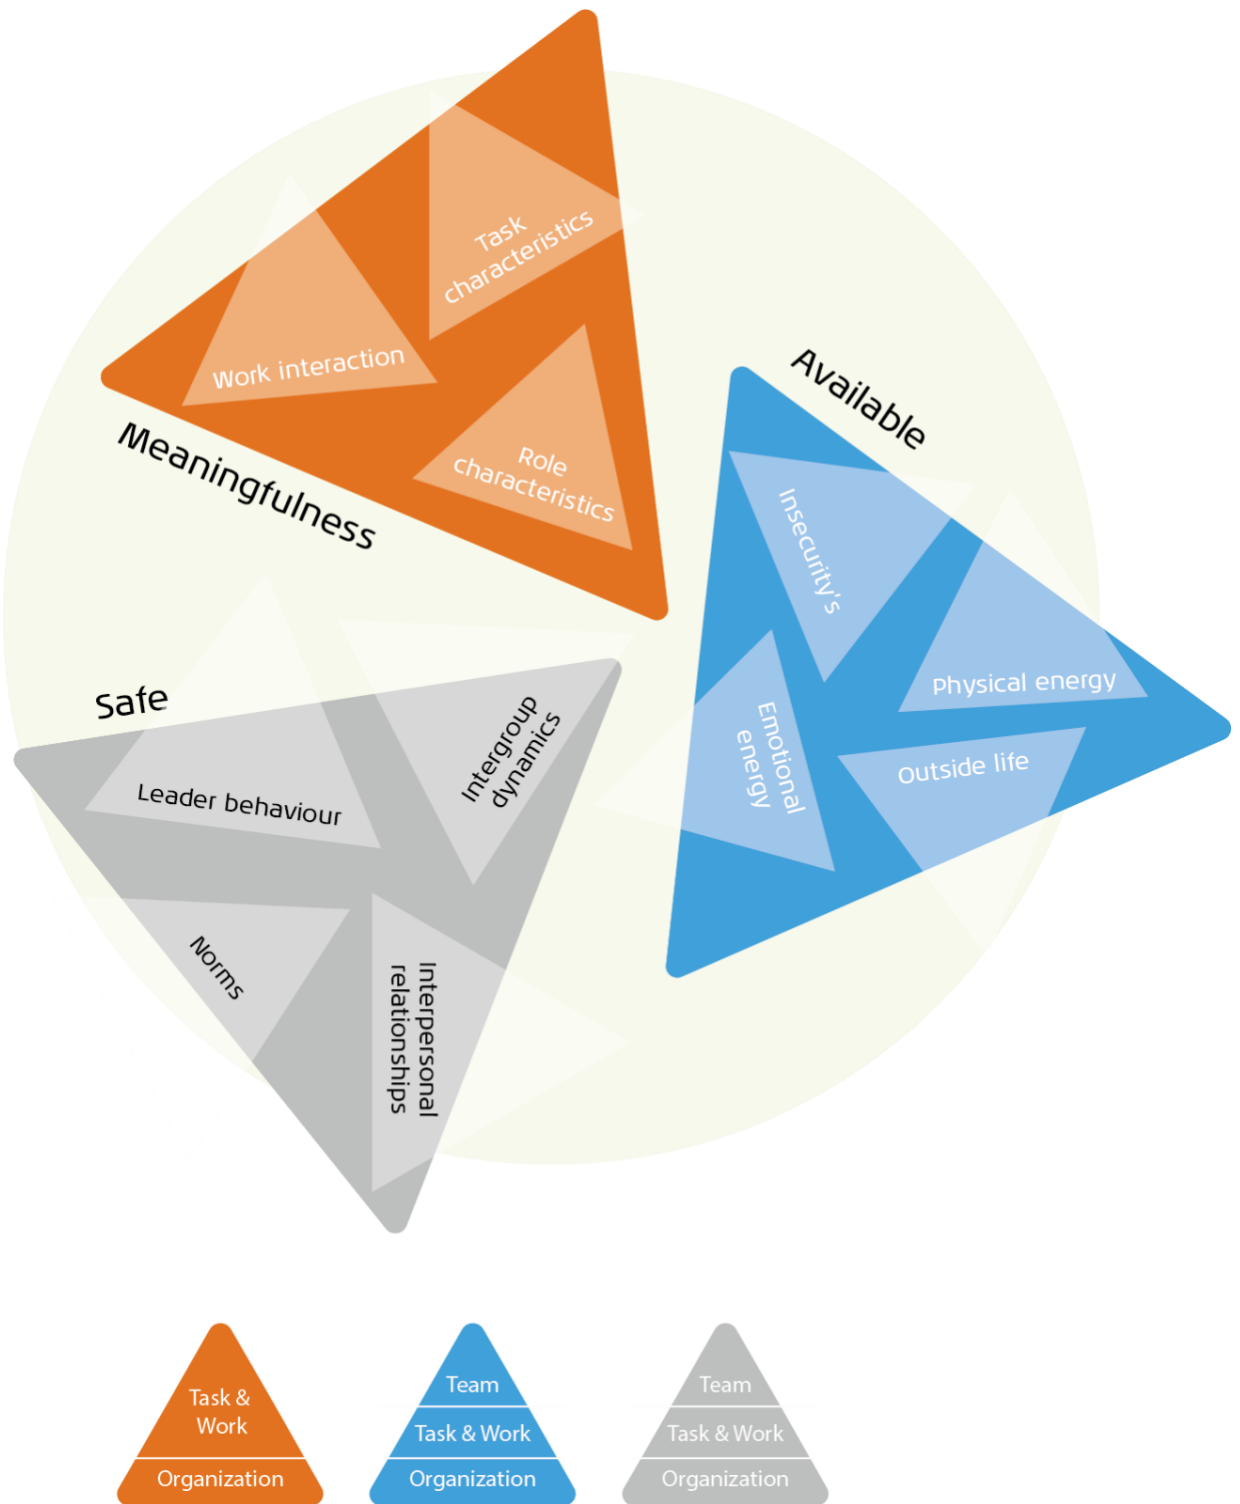 Task
characteristics
Work interaction
Role
characteristics
Meaningfulness
Available
Insecurity's
Physical energy
Emotional
energy
Outside life
Safe
Intergroup
dynamics
Leader behaviour
Norms
Interpersonal
relationships
Task &
Work
Organization
Team
Task & Work
Organization
Team
Task & Work
Organization